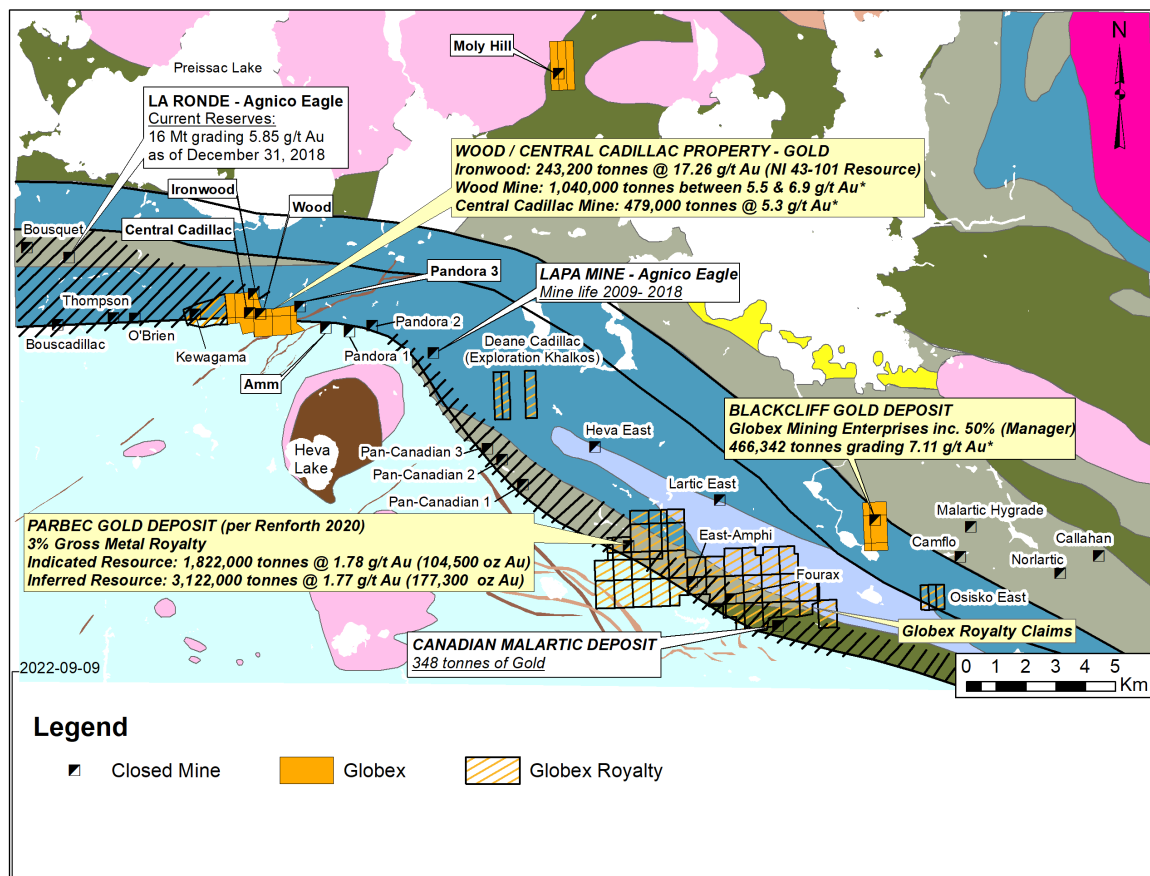 Preissac Lake
Moly Hill
N
LA RONDE - Agnico Eagle
Current Reserves:
16 Mt grading 5.85 g/t Au
as of December 31, 2018
WOOD / CENTRAL CADILLAC PROPERTY - GOLD
Ironwood: 243,200 tonnes @ 17.26 g/t Au (NI 43-101 Resource)
Wood Mine: 1,040,000 tonnes between 5.5 & 6.9 g/t Au*
Central Cadillac Mine: 479,000 tonnes @ 5.3 g/t Au*
Ironwood
Wood
Bousquet
Central Cadillac
Pandora 3
LAPA MINE - Agnico Eagle
Mine life 2009- 2018
Thompson
O'Brien
Bouscadillac
Kewagama
Amm
Pandora 1
Pandora 2
Deane Cadillac
(Exploration Khalkos)
BLACKCLIFF GOLD DEPOSIT
Globex Mining Enterprises inc. 50% (Manager)
466,342 tonnes grading 7.11 g/t Au*
Heva
Lake
Heva East
Pan-Canadian 3
Pan-Canadian 2
Pan-Canadian 1
Lartic East
Malartic Hygrade
Camflo
Callahan
Norlartic
PARBEC GOLD DEPOSIT (per Renforth 2020)
3% Gross Metal Royalty
Indicated Resource: 1,822,000 tonnes @ 1.78 g/t Au (104,500 oz Au)
Inferred Resource: 3,122,000 tonnes @ 1.77 g/t Au (177,300 oz Au)
East-Amphi
Fourax
Osisko East
Globex Royalty Claims
CANADIAN MALARTIC DEPOSIT
348 tonnes of Gold
2022-09-09
0 1 2 3 4 5
Km
Legend
Closed Mine
Globex
Globex Royalty